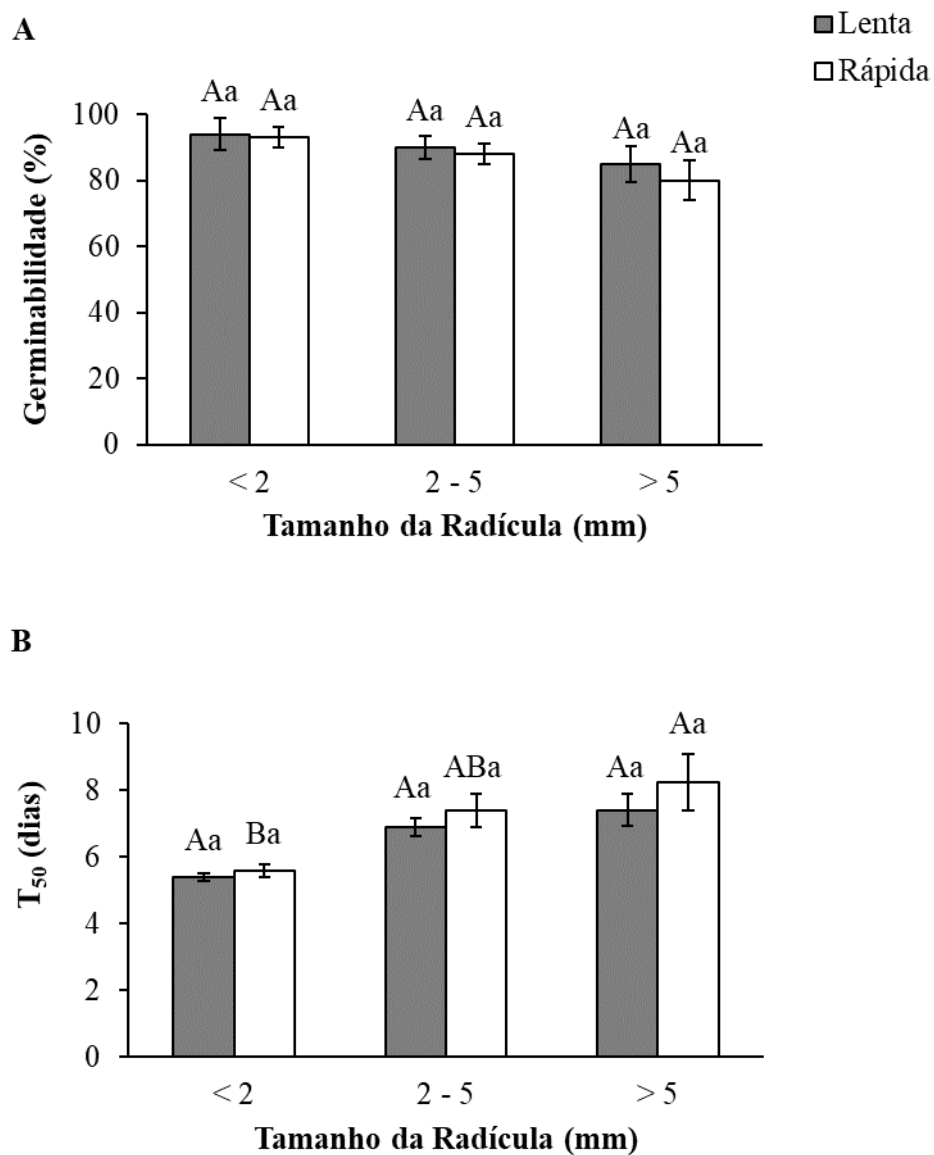 A
Lenta
Rápida
Aa Aa Aa Aa Aa Aa
100
80
60
40
20
0
Germinabilidade (%)
< 2 2 - 5 > 5
Tamanho da Radícula (mm)
B
10
8
6
4
2
0
T50 (dias)
Aa Ba Aa ABa Aa Aa
< 2 2 - 5 > 5
Tamanho da Radícula (mm)